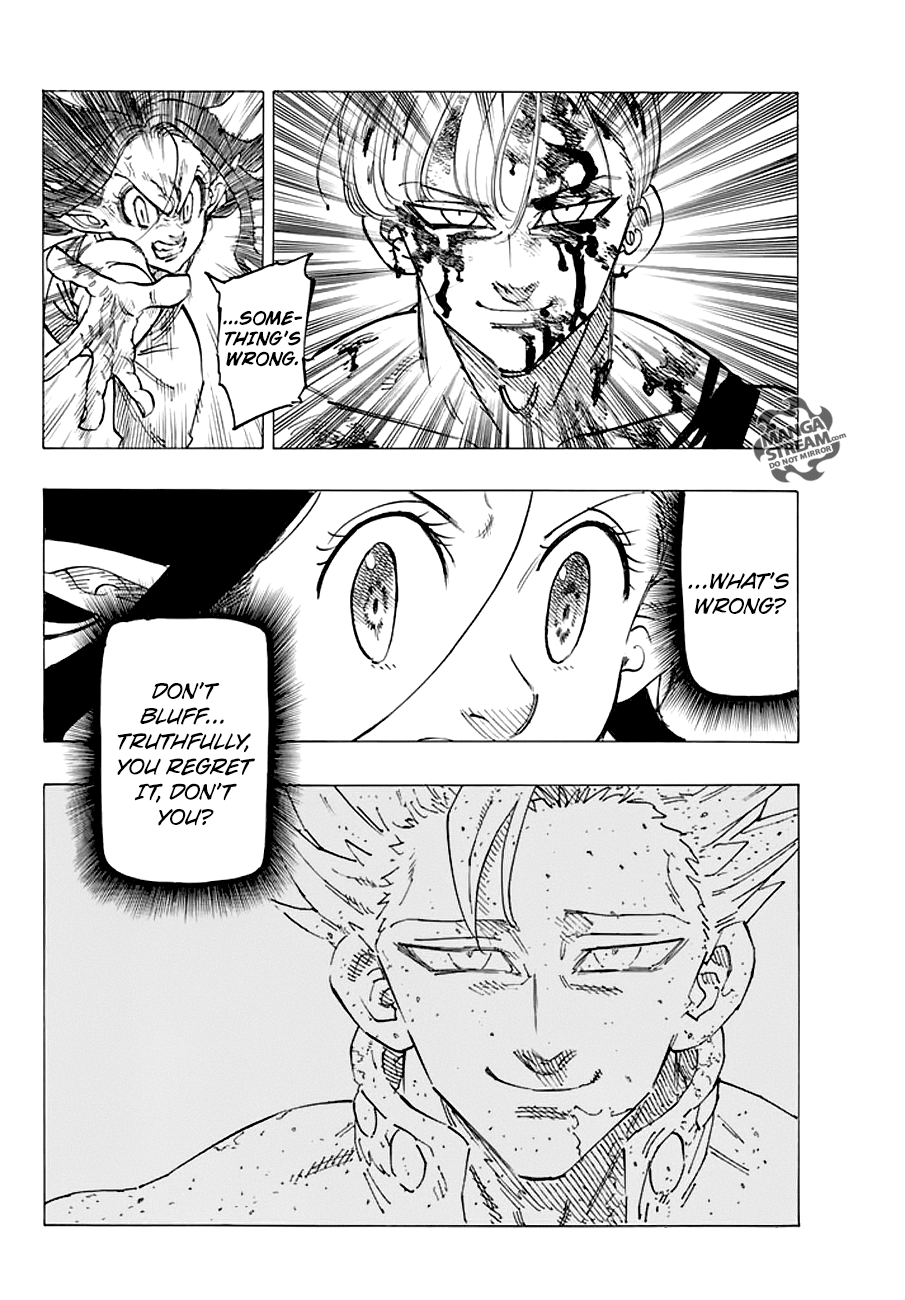 ...SOME-
THING'S
WRONG.
MANGA
STREAM.com
DO NOT MIRROR
...WHAT'S
WRONG?
DON'T
BLUFF...
TRUTHFULLY,
YOU REGRET
IT, DON'T
YOU?